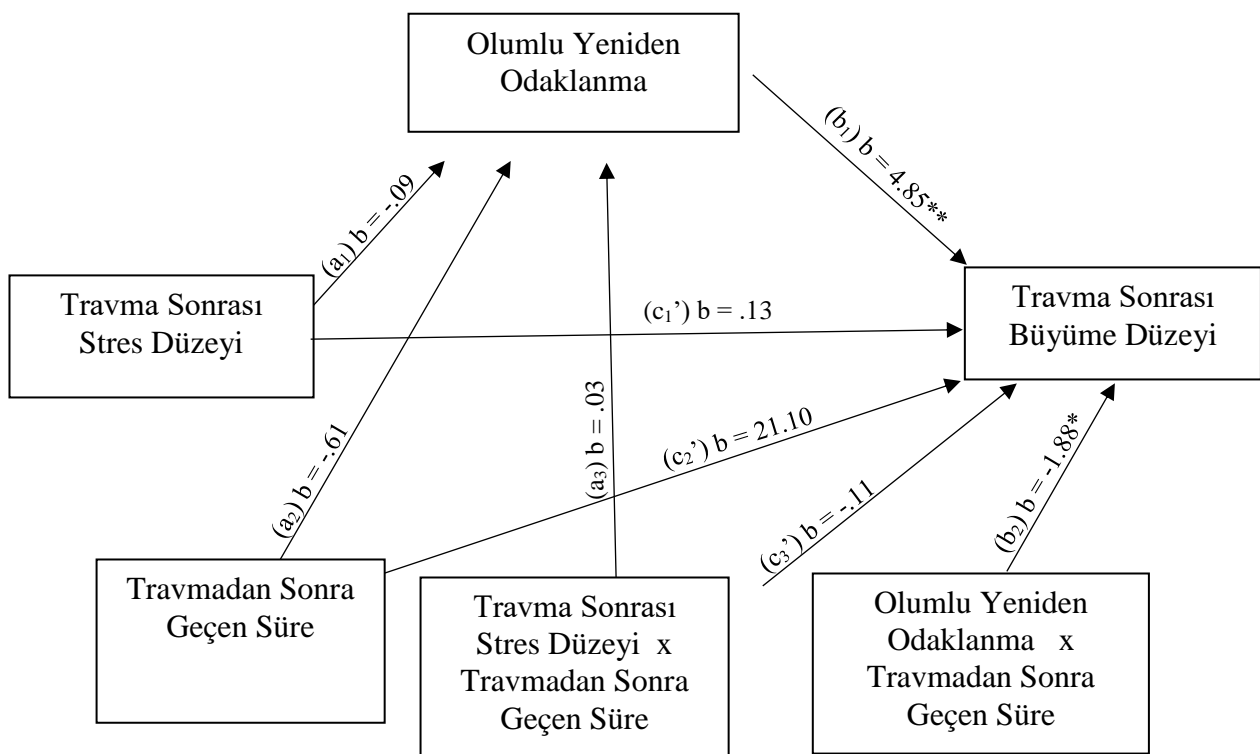 Olumlu Yeniden
Odaklanma
(b₁) b = 4.85**
(a₁) b = -.09
Travma Sonrası
Stres Düzeyi
(c₁’) b = .13
Travma Sonrası
Büyüme Düzeyi
(a₂) b = -.61
(a₃) b = .03
(c₂’) b = 21.10
(c₃’) b = -.11
(b₂) b = -1.88*
Travmadan Sonra
Geçen Süre
Travma Sonrası
Stres Düzeyi x
Travmadan Sonra
Geçen Süre
Olumlu Yeniden
Odaklanma x
Travmadan Sonra
Geçen Süre